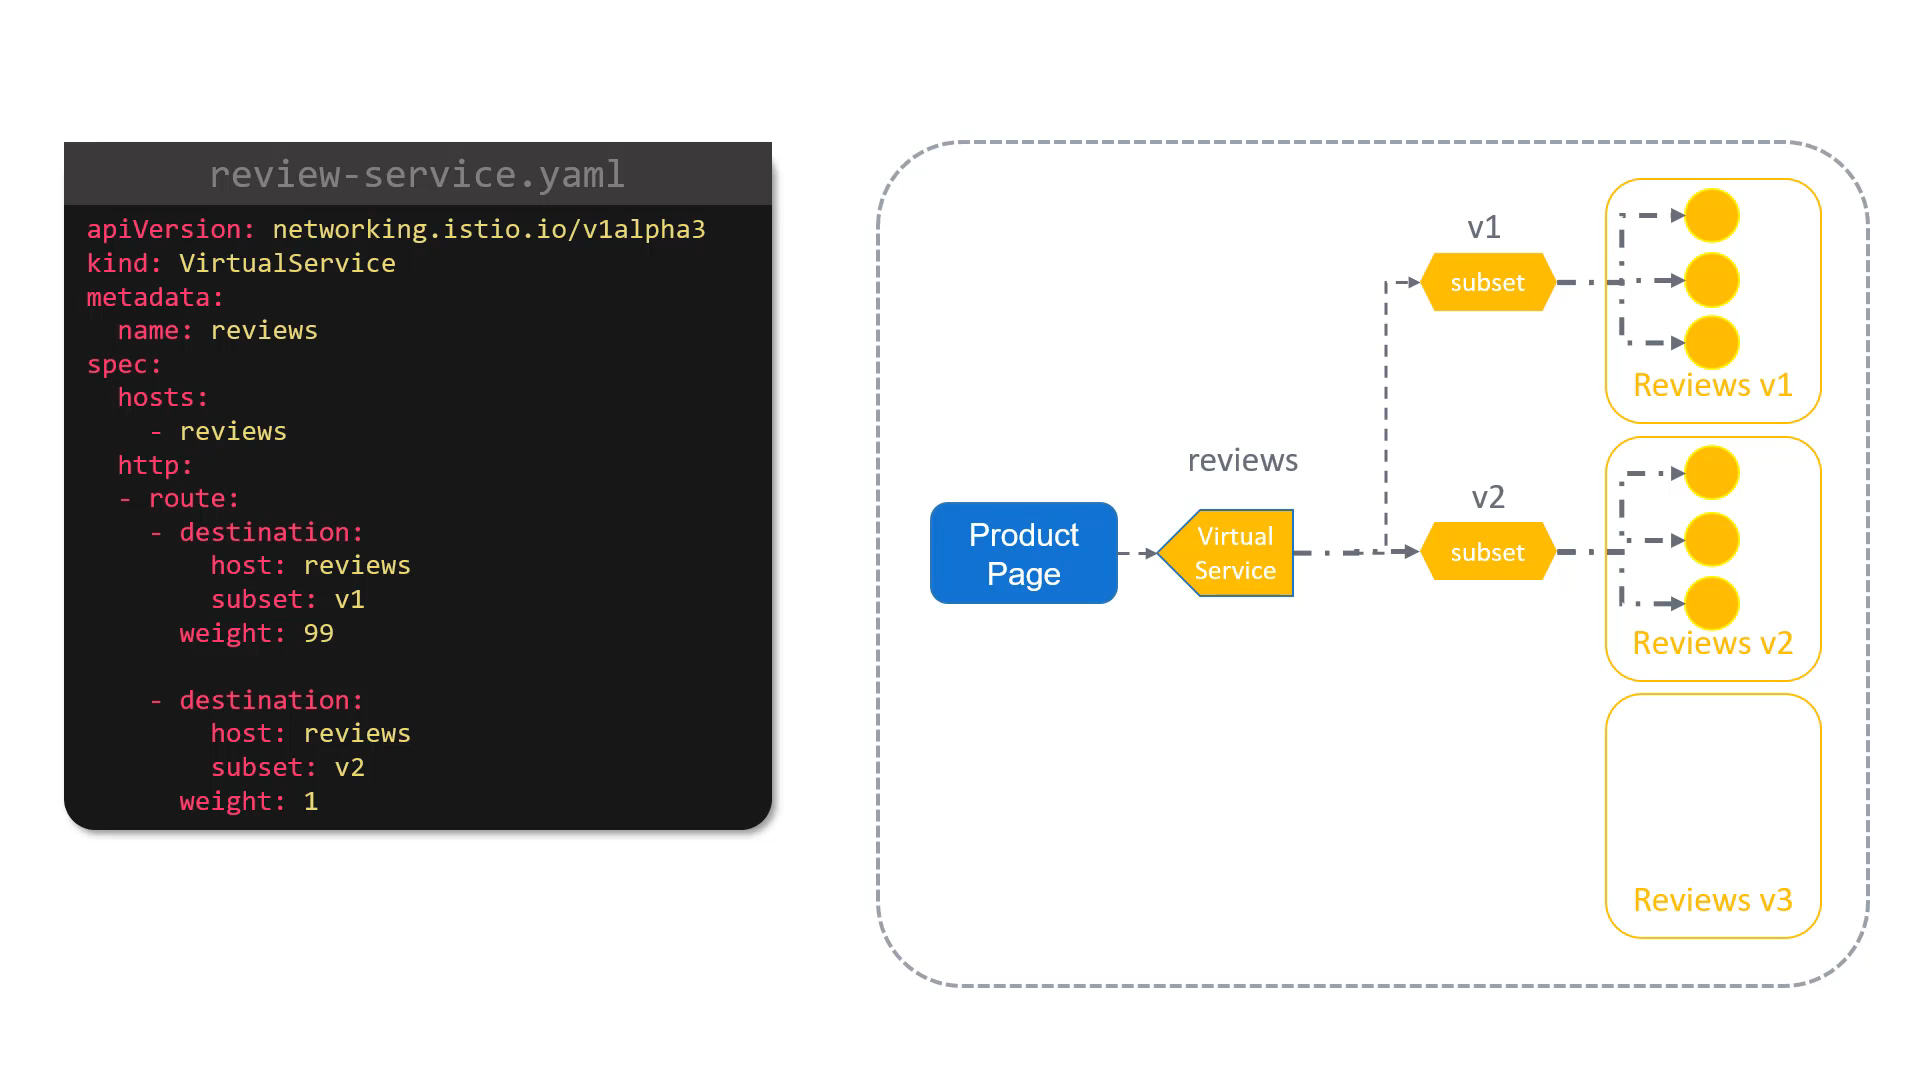 review-service.yaml
apiVersion: networking.istio.io/v1alpha3
kind: VirtualService
metadata:
  name: reviews
spec:
  hosts:
    - reviews
  http:
  - route:
    - destination:
        host: reviews
        subset: v1
      weight: 99

    - destination:
        host: reviews
        subset: v2
      weight: 1
Product
Page
reviews
Virtual
Service
v1
subset
v2
subset
Reviews v1
Reviews v2
Reviews v3